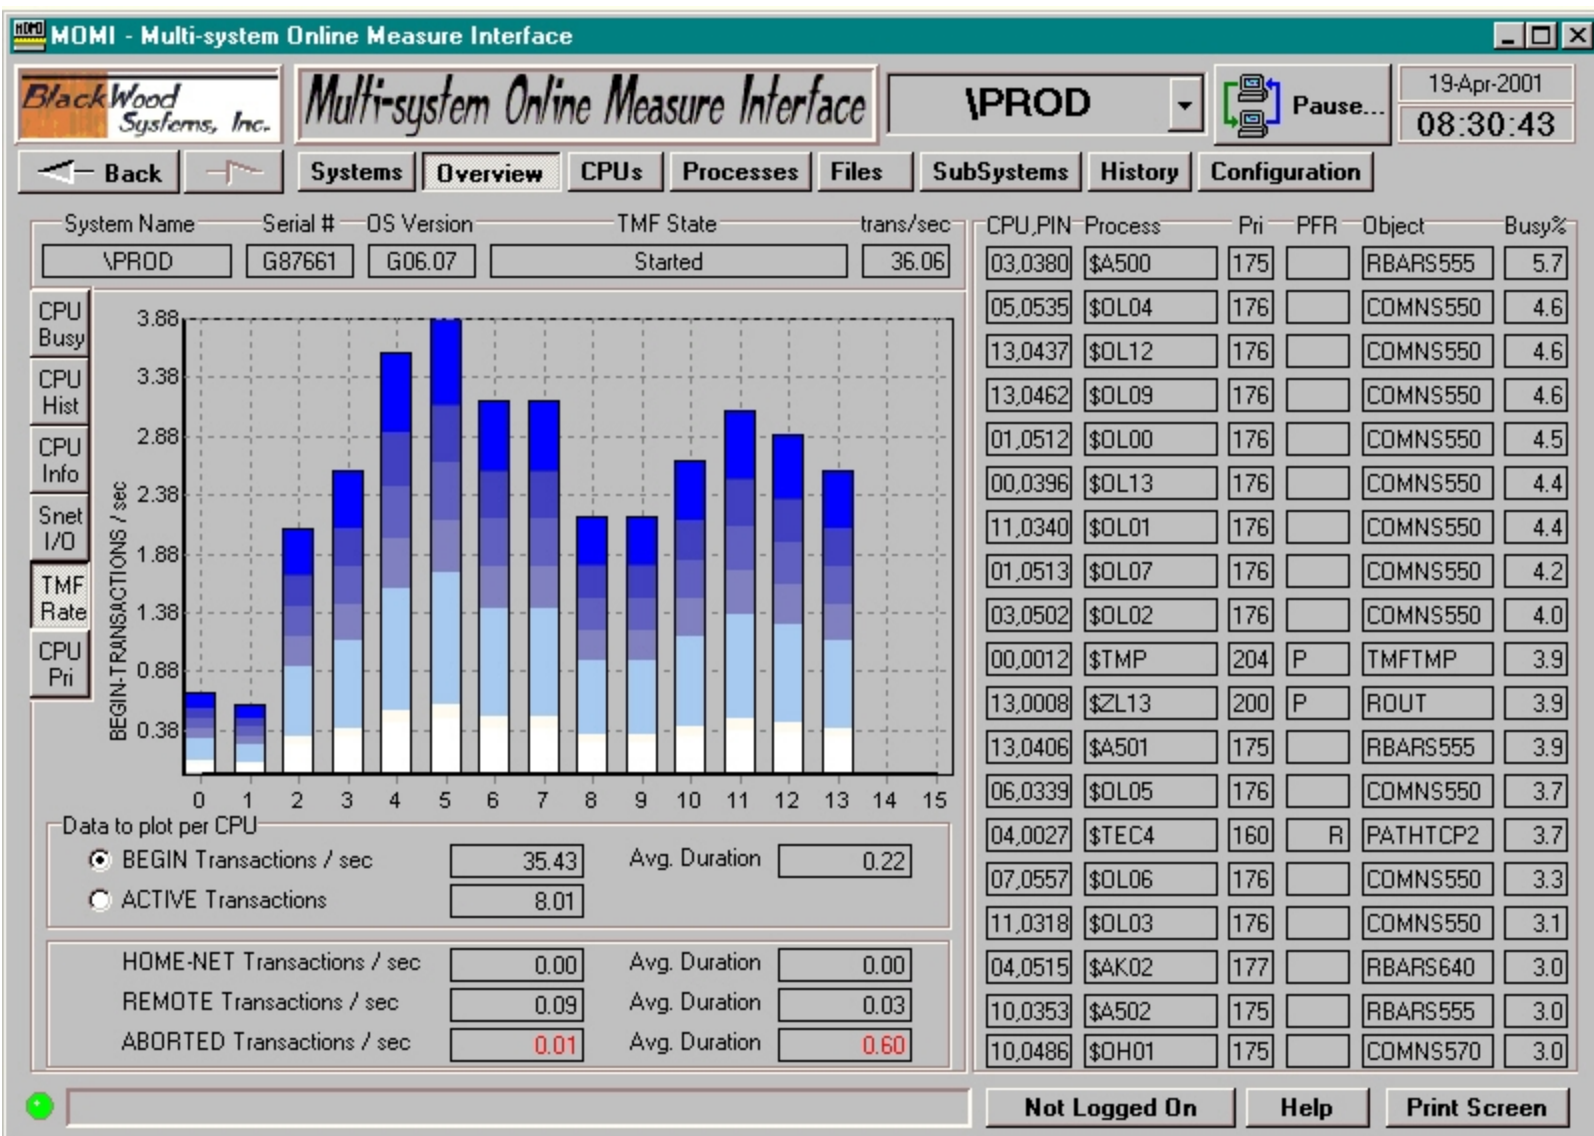 MOMI - Multi-system Online Measure Interface
BlackWood Systems, Inc.
Multi-system Online Measure Interface
\PROD
Pause...
19-Apr-2001
08:30:43
Back
Systems Overview CPUs Processes Files SubSystems History Configuration
System Name Serial # OS Version TMF State trans/sec
\PROD G87661 G06.07 Started 36.06
CPU Busy
CPU Hist
CPU Info
Snet I/O
TMF Rate
CPU Pri
BEGIN-TRANSACTIONS / sec
3.88
3.38
2.88
2.38
1.88
1.38
0.88
0.38
0 1 2 3 4 5 6 7 8 9 10 11 12 13 14 15
Data to plot per CPU
BEGIN Transactions / sec 35.43 Avg. Duration 0.22
ACTIVE Transactions 8.01
HOME-NET Transactions / sec 0.00 Avg. Duration 0.00
REMOTE Transactions / sec 0.09 Avg. Duration 0.03
ABORTED Transactions / sec 0.01 Avg. Duration 0.60
CPU,PIN Process Pri PFR Object Busy%
03,0380 $A500 175 RBARS555 5.7
05,0535 $OL04 176 COMNS550 4.6
13,0437 $OL12 176 COMNS550 4.6
13,0462 $OL09 176 COMNS550 4.6
01,0512 $OL00 176 COMNS550 4.5
00,0396 $OL13 176 COMNS550 4.4
11,0340 $OL01 176 COMNS550 4.4
01,0513 $OL07 176 COMNS550 4.2
03,0502 $OL02 176 COMNS550 4.0
00,0012 $TMP 204 P TMFTMP 3.9
13,0008 $ZL13 200 P ROUT 3.9
13,0406 $A501 175 RBARS555 3.9
06,0339 $OL05 176 COMNS550 3.7
04,0027 $TEC4 160 R PATHTCP2 3.7
07,0557 $OL06 176 COMNS550 3.3
11,0318 $OL03 176 COMNS550 3.1
04,0515 $AK02 177 RBARS640 3.0
10,0353 $A502 175 RBARS555 3.0
10,0486 $OH01 175 COMNS570 3.0
Not Logged On Help Print Screen